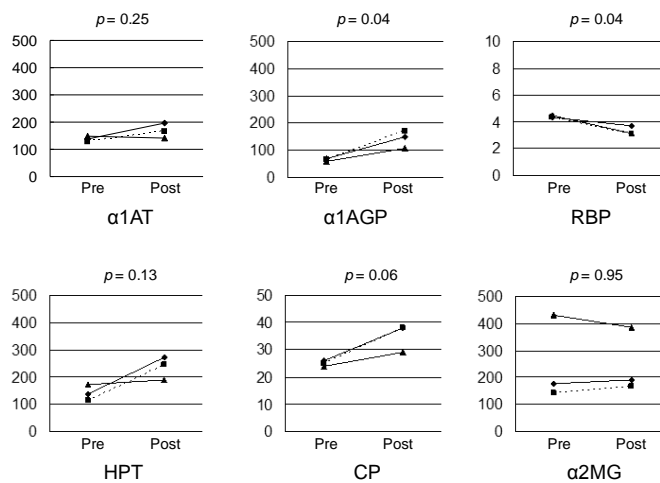 p = 0.25
500
400
300
200
100
0
Pre Post
α1AT
p = 0.04
500
400
300
200
100
0
Pre Post
α1AGP
p = 0.04
10
8
6
4
2
0
Pre Post
RBP
p = 0.13
500
400
300
200
100
0
Pre Post
HPT
p = 0.06
40
30
20
10
0
Pre Post
CP
p = 0.95
500
400
300
200
100
0
Pre Post
α2MG